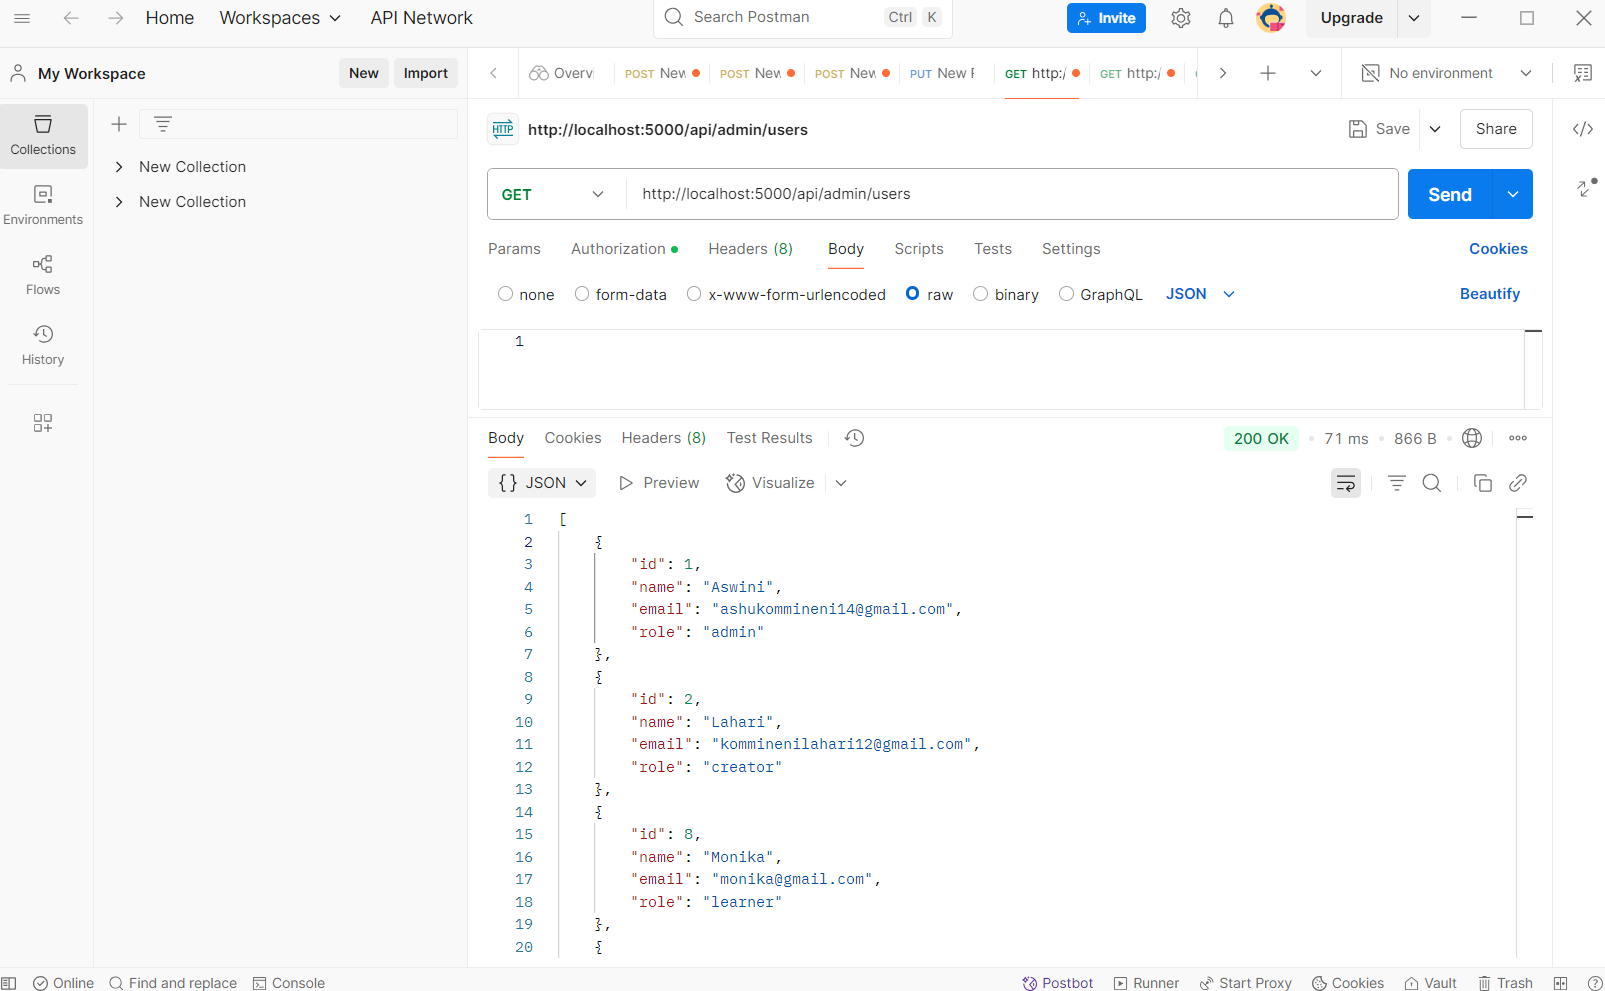 Home Workspaces API Network Search Postman Ctrl K Invite Upgrade
My Workspace New Import Overv POST New POST New POST New PUT New GET http:/ GET http:/ No environment
Collections
Environments
Flows
History
New Collection
New Collection
HTTP http://localhost:5000/api/admin/users Save Share
GET http://localhost:5000/api/admin/users Send
Params Authorization Headers (8) Body Scripts Tests Settings Cookies
none form-data x-www-form-urlencoded raw binary GraphQL JSON Beautify
1
Body Cookies Headers (8) Test Results 200 OK 71 ms 866 B
{} JSON Preview Visualize
1 [
2 {
3 "id": 1,
4 "name": "Aswini",
5 "email": "ashukommineni14@gmail.com",
6 "role": "admin"
7 },
8 {
9 "id": 2,
10 "name": "Lahari",
11 "email": "komminenilahari12@gmail.com",
12 "role": "creator"
13 },
14 {
15 "id": 8,
16 "name": "Monika",
17 "email": "monika@gmail.com",
18 "role": "learner"
19 },
20 {
Online Find and replace Console Postbot Runner Start Proxy Cookies Vault Trash